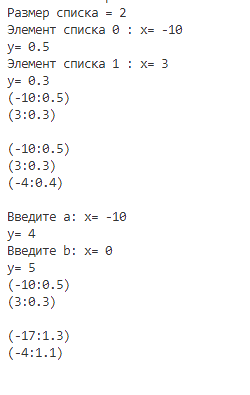 Размер списка = 2
Элемент списка 0 : x= -10
y= 0.5
Элемент списка 1 : x= 3
y= 0.3
(-10:0.5)
(3:0.3)

(-10:0.5)
(3:0.3)
(-4:0.4)

Введите a: x= -10
y= 4
Введите b: x= 0
y= 5
(-10:0.5)
(3:0.3)

(-17:1.3)
(-4:1.1)